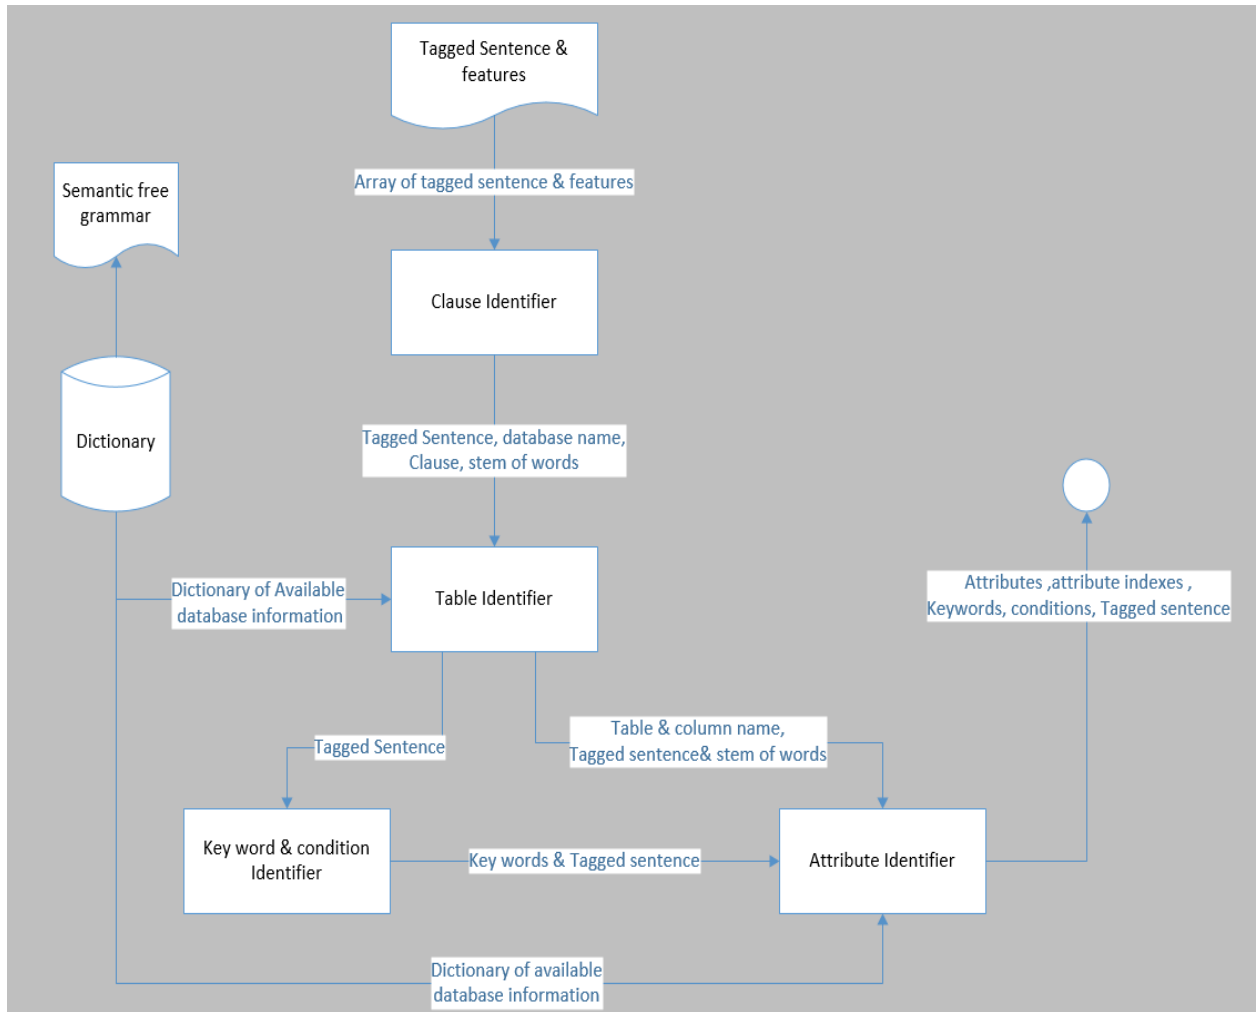 Tagged Sentence &
features
Array of tagged sentence & features
Semantic free
grammar
Clause Identifier
Tagged Sentence, database name,
Clause, stem of words
Dictionary
Dictionary of Available
database information
Table Identifier
Attributes ,attribute indexes ,
Keywords, conditions, Tagged sentence
Tagged Sentence
Table & column name,
Tagged sentence& stem of words
Key word & condition
Identifier
Key words & Tagged sentence
Attribute Identifier
Dictionary of available
database information